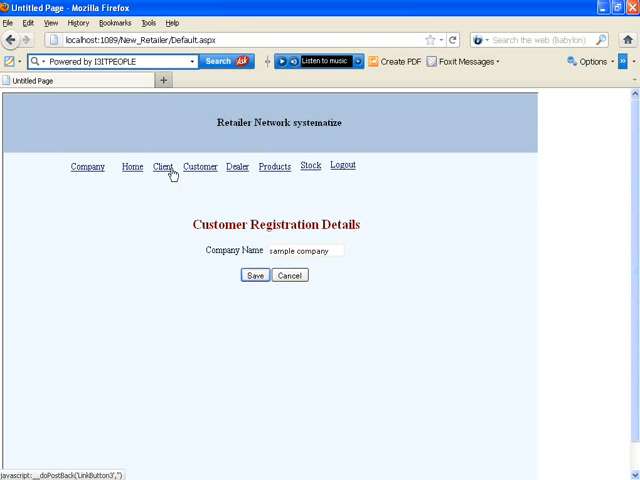 Untitled Page - Mozilla Firefox
File Edit View History Bookmarks Tools Help
localhost:1089/New_Retailer/Default.aspx
Search the web (Babylon)
Powered by I3ITPEOPLE
Search Ask
Listen to music
Create PDF
Foxit Messages
Options
Untitled Page
Retailer Network systematize
Company Home Client Customer Dealer Products Stock Logout
Customer Registration Details
Company Name sample company
Save Cancel
javascript:__doPostBack('LinkButton3','')